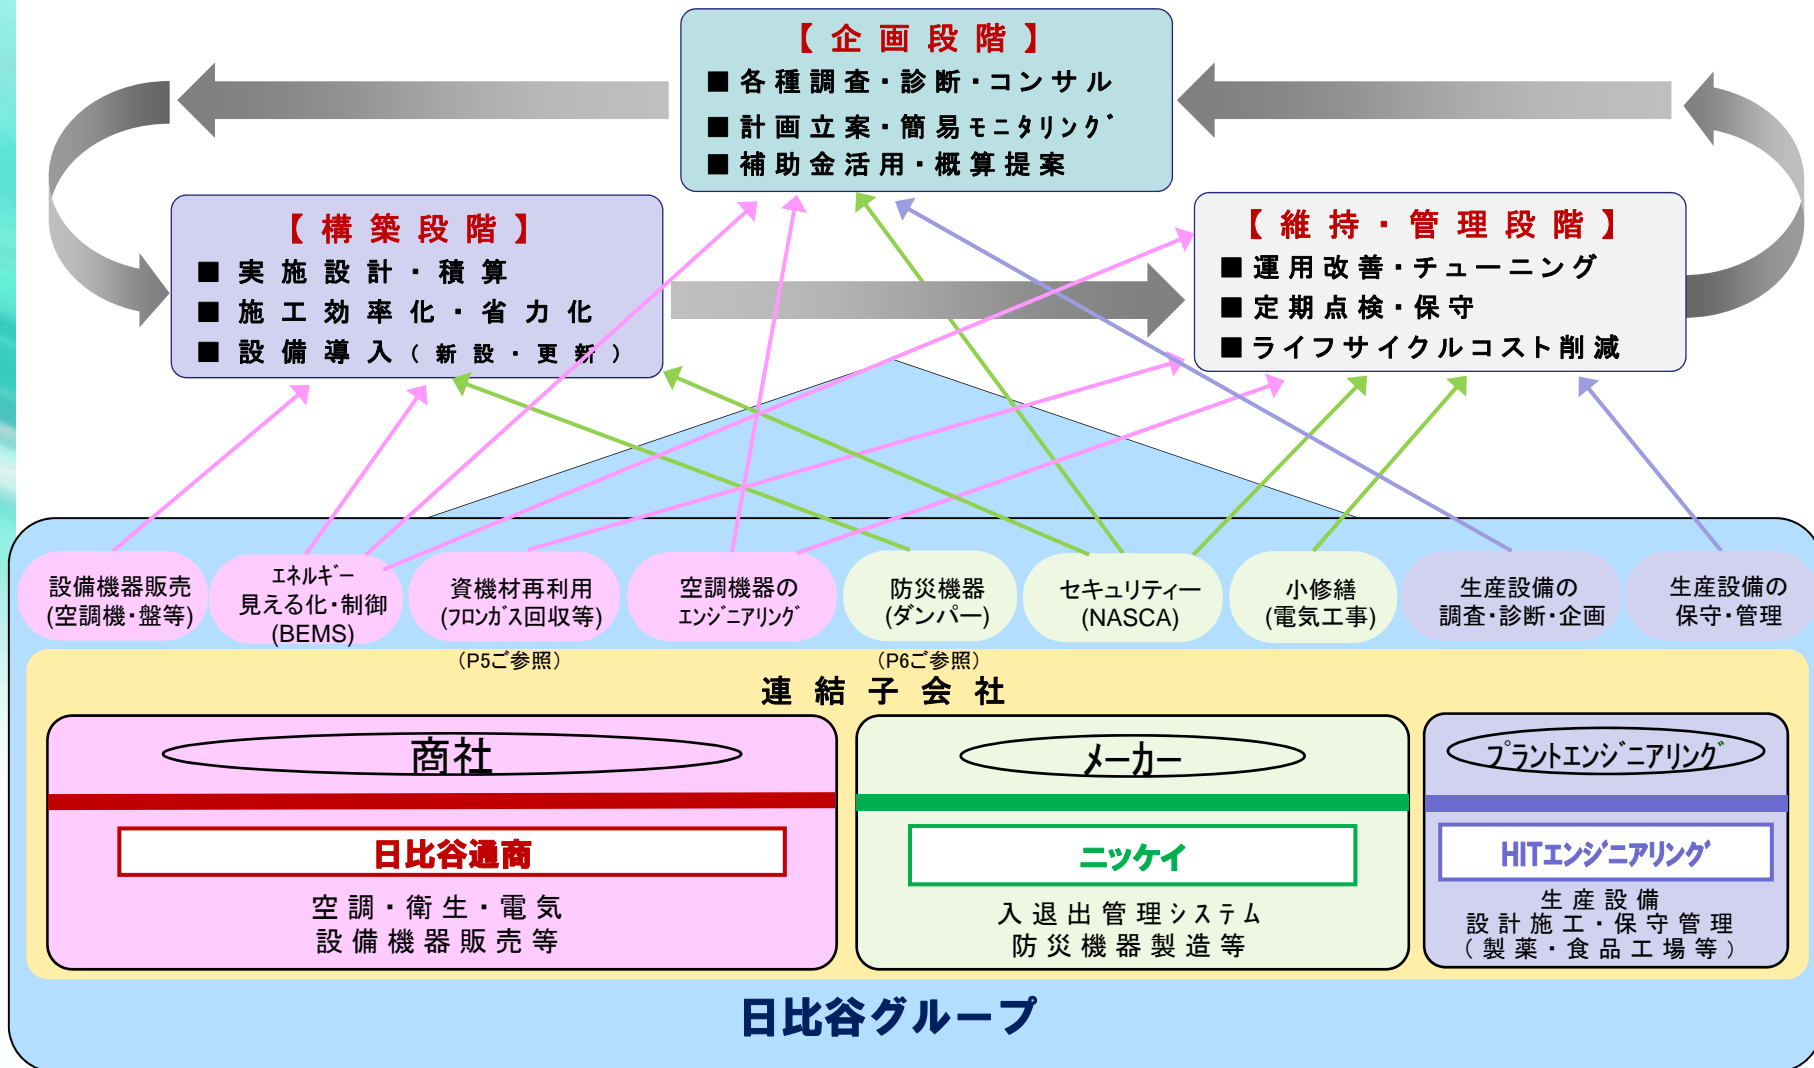 【企画段階】
■各種調査・診断・コンサル
■計画立案・簡易ﾓﾆﾀﾘﾝｸﾞ
■補助金活用・概算提案
【構築段階】
■ 実施設計・積算
■ 施工効率化・省力化
■ 設備導入（新設・更新）
【維持・管理段階】
■運用改善・チューニング
■定期点検・保守
■ライフサイクルコスト削減
設備機器販売
(空調機・盤等)
ｴﾈﾙｷﾞｰ
見える化・制御
(BEMS)
資機材再利用
(ﾌﾛﾝｶﾞｽ回収等)
空調機器の
ｴﾝｼﾞﾆｱﾘﾝｸﾞ
防災機器
(ダンパー)
セキュリティー
(NASCA)
小修繕
(電気工事)
生産設備の
調査・診断・企画
生産設備の
保守・管理
(P5ご参照)
(P6ご参照)
連結子会社
商社
日比谷通商
空調・衛生・電気
設備機器販売等
メーカー
ニッケイ
入退出管理ｼｽﾃﾑ
防災機器製造等
ﾌﾟﾗﾝﾄｴﾝｼﾞﾆｱﾘﾝｸﾞ
HITｴﾝｼﾞﾆｱﾘﾝｸﾞ
生産設備
設計施工・保守管理
（製薬・食品工場等）
日比谷グループ